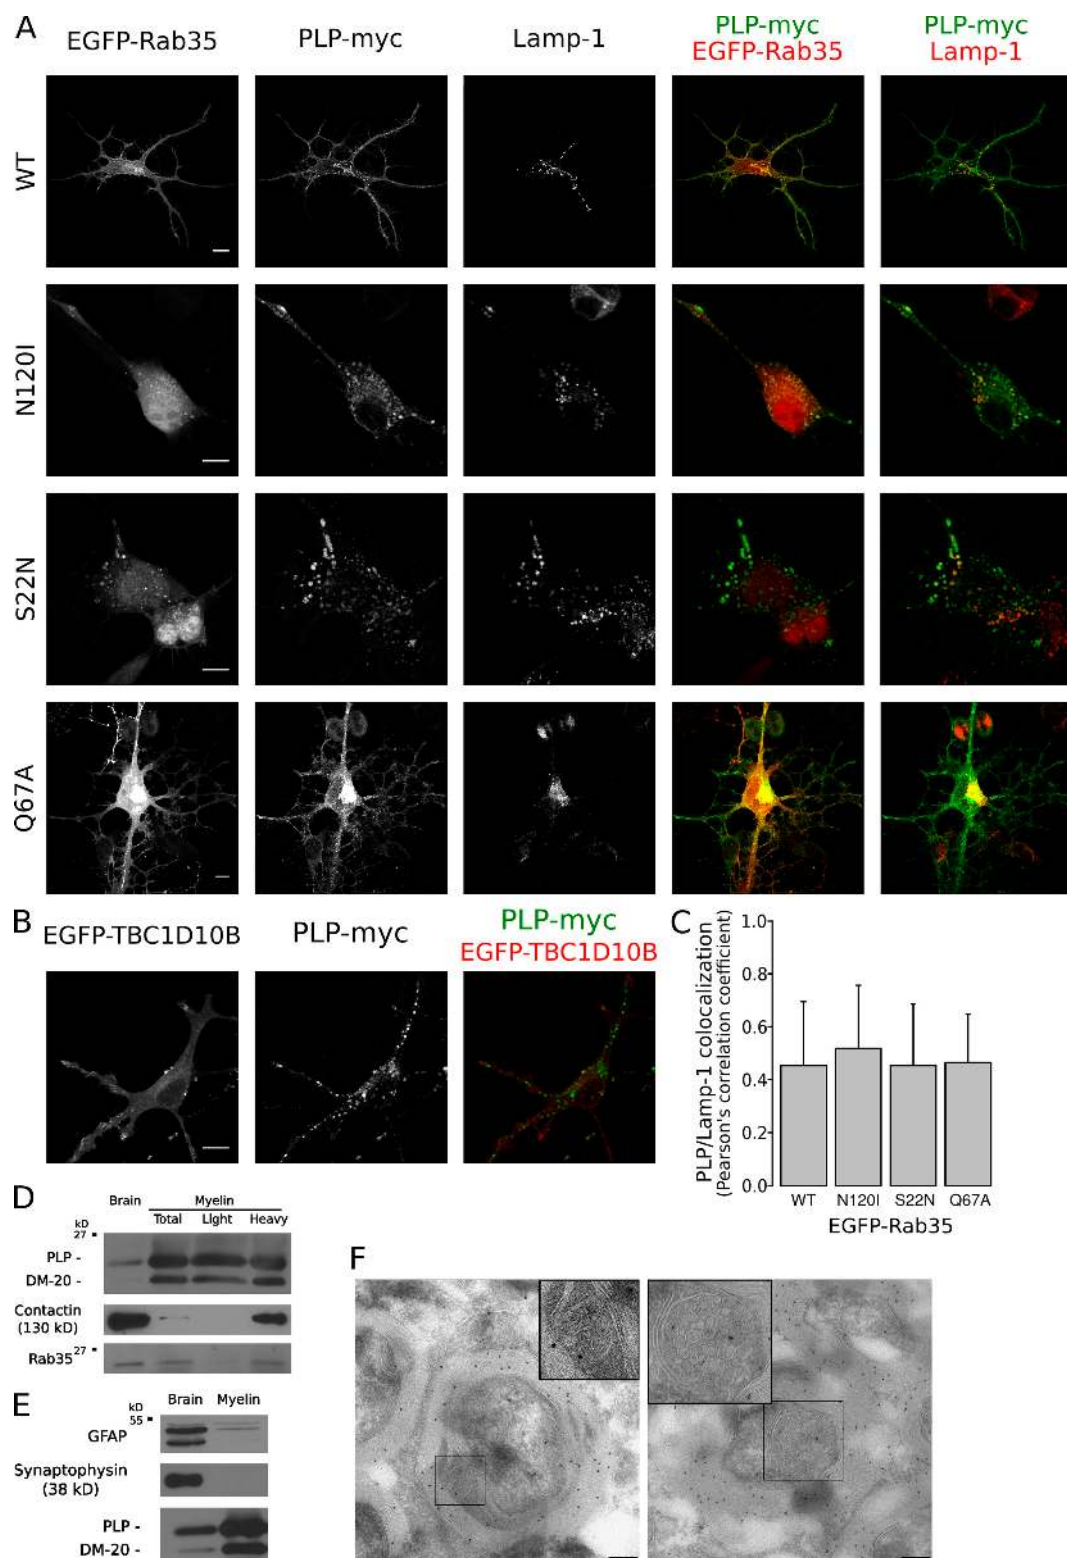 A
EGFP-Rab35 PLP-myc Lamp-1 PLP-myc PLP-myc
EGFP-Rab35 Lamp-1
WT
N120I
S22N
Q67A
B
EGFP-TBC1D10B PLP-myc PLP-myc
EGFP-TBC1D10B
C
PLP/Lamp-1 colocalization
(Pearson's correlation coefficient)
1.0
0.8
0.6
0.4
0.2
0.0
WT N120I S22N Q67A
EGFP-Rab35
D
Brain Myelin
kD Total Light Heavy
27
PLP -
DM-20 -
Contactin
(130 kD)
Rab35 27
E
Brain Myelin
kD
55
GFAP
Synaptophysin
(38 kD)
PLP -
DM-20 -
F